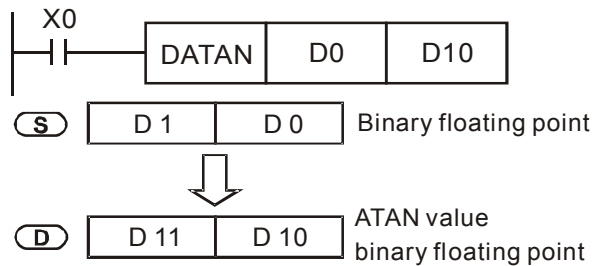 X0
DATAN D0 D10
S D 1 D 0 Binary floating point
D D 11 D 10 ATAN value
binary floating point